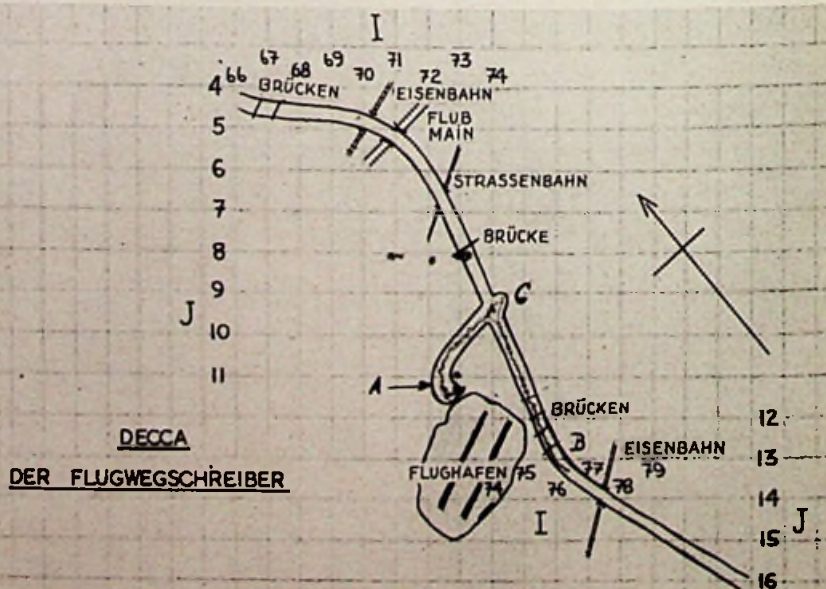 I
66 67 68 69 70 71 72 73 74
4
BRÜCKEN
EISENBAHN
5
FLUB
MAIN
6
STRASSENBAHN
7
8
BRÜCKE
9
C
J
10
11
A
BRÜCKEN
12
DECCA
B
EISENBAHN
DER FLUGWEGSCHREIBER
FLUGHAFEN
13
74 75 76 77 78 79
14
I
J
15
16